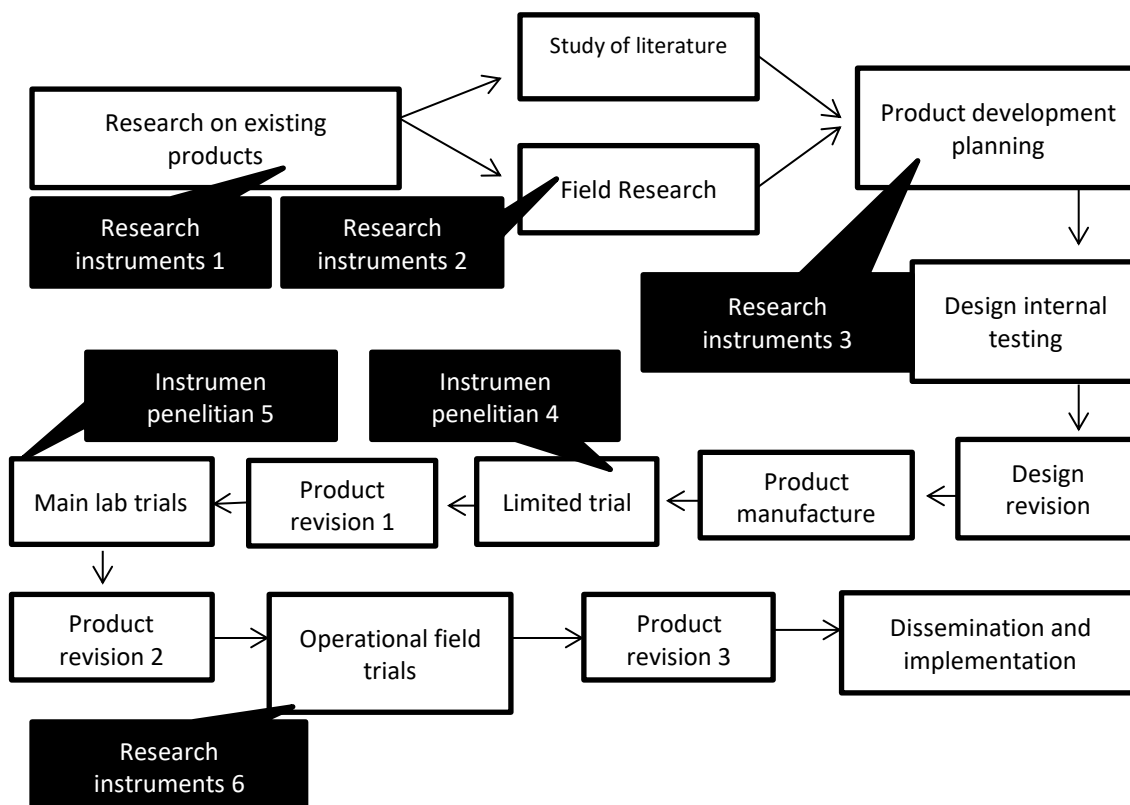 Study of literature
Research on existing
products
Product development
planning
Field Research
Research
instruments 1
Research
instruments 2
Research
instruments 3
Design internal
testing
Instrumen
penelitian 5
Instrumen
penelitian 4
Main lab trials
Product
revision 1
Limited trial
Product
manufacture
Design
revision
Product
revision 2
Operational field
trials
Product
revision 3
Dissemination and
implementation
Research
instruments 6